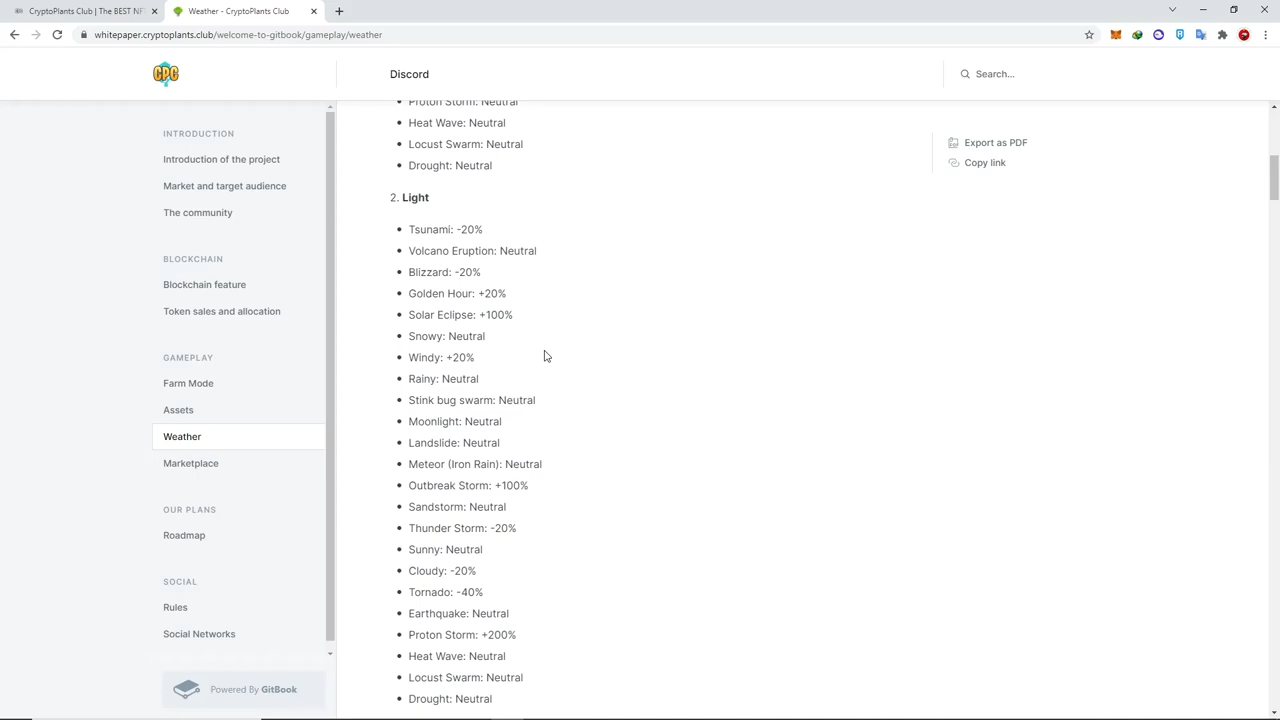 CryptoPlants Club | The BEST NF
Weather - CryptoPlants Club
whitepaper.cryptoplants.club/welcome-to-gitbook/gameplay/weather
CPC
Discord
Search...
INTRODUCTION
Introduction of the project
Market and target audience
The community
BLOCKCHAIN
Blockchain feature
Token sales and allocation
GAMEPLAY
Farm Mode
Assets
Weather
Marketplace
OUR PLANS
Roadmap
SOCIAL
Rules
Social Networks
Powered By GitBook
Proton Storm: Neutral
Heat Wave: Neutral
Locust Swarm: Neutral
Drought: Neutral
2. Light
Tsunami: -20%
Volcano Eruption: Neutral
Blizzard: -20%
Golden Hour: +20%
Solar Eclipse: +100%
Snowy: Neutral
Windy: +20%
Rainy: Neutral
Stink bug swarm: Neutral
Moonlight: Neutral
Landslide: Neutral
Meteor (Iron Rain): Neutral
Outbreak Storm: +100%
Sandstorm: Neutral
Thunder Storm: -20%
Sunny: Neutral
Cloudy: -20%
Tornado: -40%
Earthquake: Neutral
Proton Storm: +200%
Heat Wave: Neutral
Locust Swarm: Neutral
Drought: Neutral
Export as PDF
Copy link